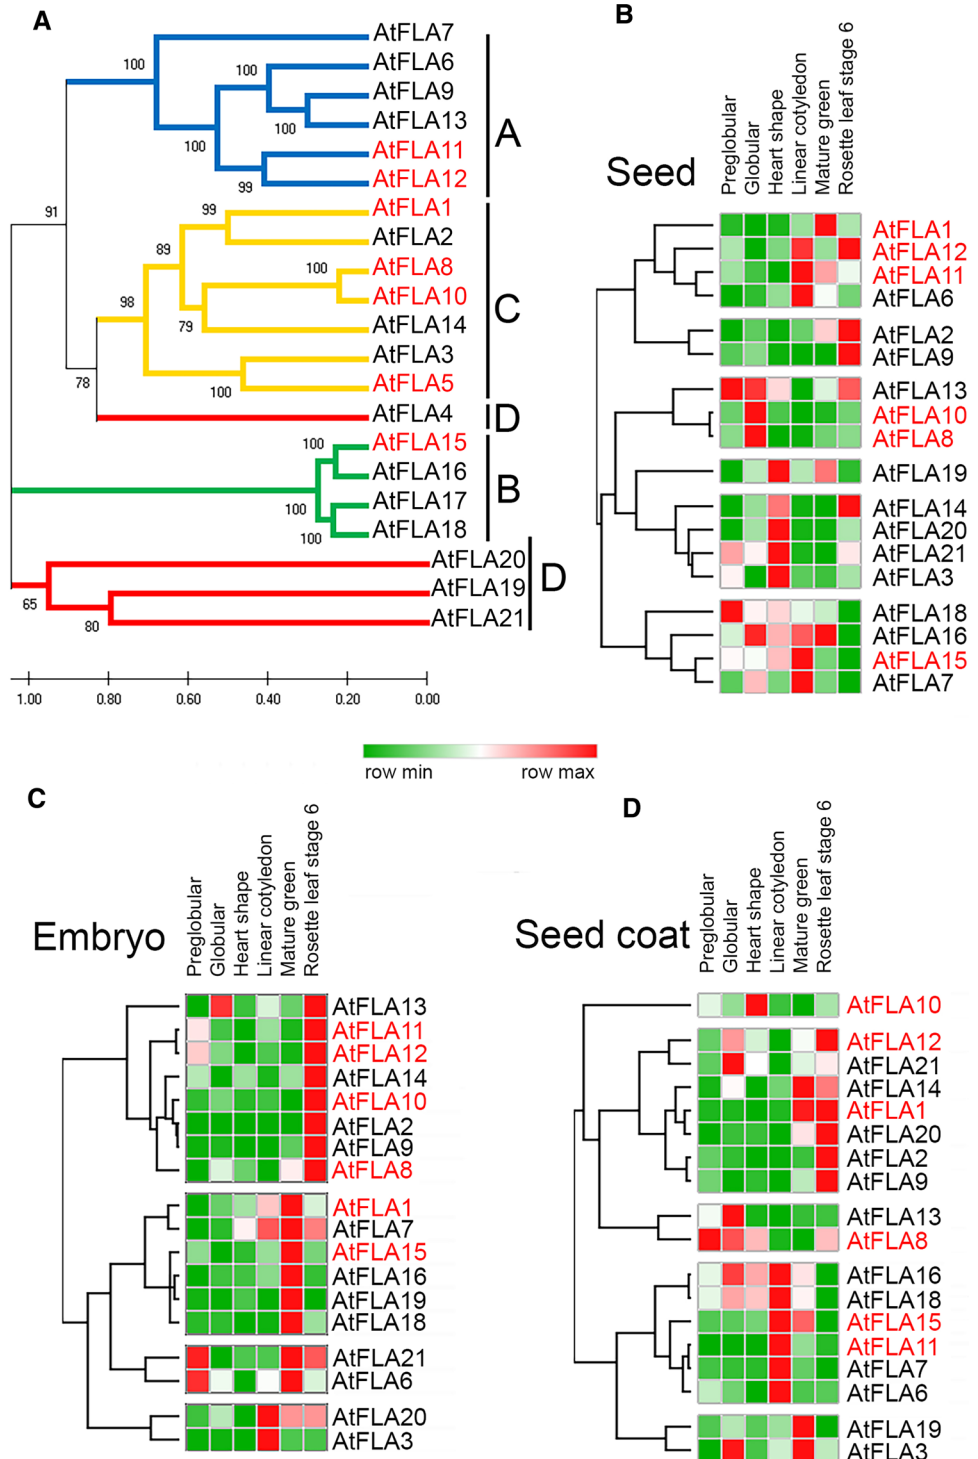 A
AtFLA7
AtFLA6
AtFLA9
AtFLA13
AtFLA11
AtFLA12
AtFLA1
AtFLA2
AtFLA8
AtFLA10
AtFLA14
AtFLA3
AtFLA5
AtFLA4
AtFLA15
AtFLA16
AtFLA17
AtFLA18
AtFLA20
AtFLA19
AtFLA21
A
C
D
B
D
100
100
100
100
99
91
99
89
100
98
79
100
78
100
100
100
65
80
1.00 0.80 0.60 0.40 0.20 0.00
B
Seed
Preglobular
Globular
Heart shape
Linear cotyledon
Mature green
Rosette leaf stage 6
AtFLA1
AtFLA12
AtFLA11
AtFLA6
AtFLA2
AtFLA9
AtFLA13
AtFLA10
AtFLA8
AtFLA19
AtFLA14
AtFLA20
AtFLA21
AtFLA3
AtFLA18
AtFLA16
AtFLA15
AtFLA7
row min row max
C
Embryo
Preglobular
Globular
Heart shape
Linear cotyledon
Mature green
Rosette leaf stage 6
AtFLA13
AtFLA11
AtFLA12
AtFLA14
AtFLA10
AtFLA2
AtFLA9
AtFLA8
AtFLA1
AtFLA7
AtFLA15
AtFLA16
AtFLA19
AtFLA18
AtFLA21
AtFLA6
AtFLA20
AtFLA3
D
Seed coat
Preglobular
Globular
Heart shape
Linear cotyledon
Mature green
Rosette leaf stage 6
AtFLA10
AtFLA12
AtFLA21
AtFLA14
AtFLA1
AtFLA20
AtFLA2
AtFLA9
AtFLA13
AtFLA8
AtFLA16
AtFLA18
AtFLA15
AtFLA11
AtFLA7
AtFLA6
AtFLA19
AtFLA3